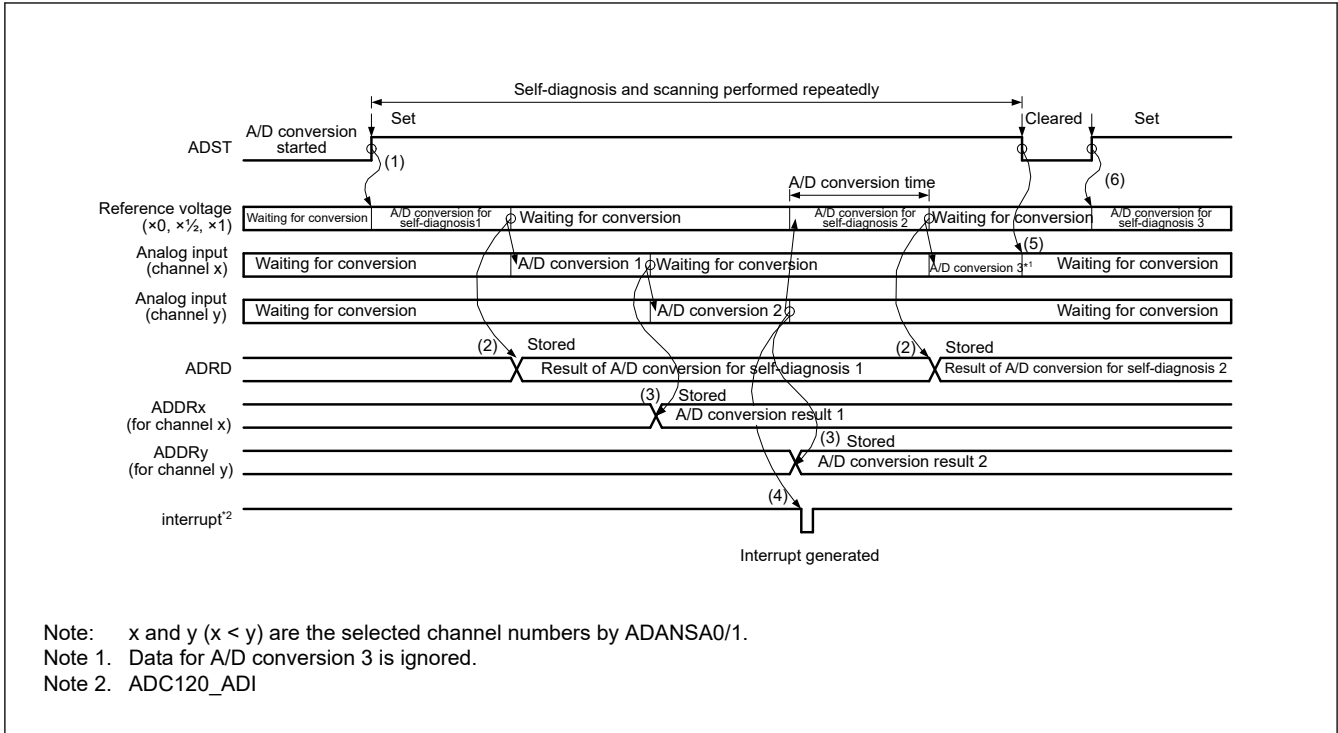 Self-diagnosis and scanning performed repeatedly
Set
Cleared
Set
A/D conversion
started
ADST
(1)
(6)
A/D conversion time
Reference voltage
(×0, ×½, ×1)
Waiting for conversion
A/D conversion for
self-diagnosis1
Waiting for conversion
A/D conversion for
self-diagnosis 2
Waiting for conversion
A/D conversion for
self-diagnosis 3
(5)
Analog input
(channel x)
Waiting for conversion
A/D conversion 1
Waiting for conversion
A/D conversion 3*1
Waiting for conversion
Analog input
(channel y)
Waiting for conversion
A/D conversion 2
Waiting for conversion
(2)
Stored
(2)
Stored
ADRD
Result of A/D conversion for self-diagnosis 1
Result of A/D conversion for self-diagnosis 2
(3)
Stored
ADDRx
(for channel x)
A/D conversion result 1
(3)
Stored
ADDRy
(for channel y)
A/D conversion result 2
(4)
interrupt*2
Interrupt generated
Note: x and y (x < y) are the selected channel numbers by ADANSA0/1.
Note 1. Data for A/D conversion 3 is ignored.
Note 2. ADC120_ADI